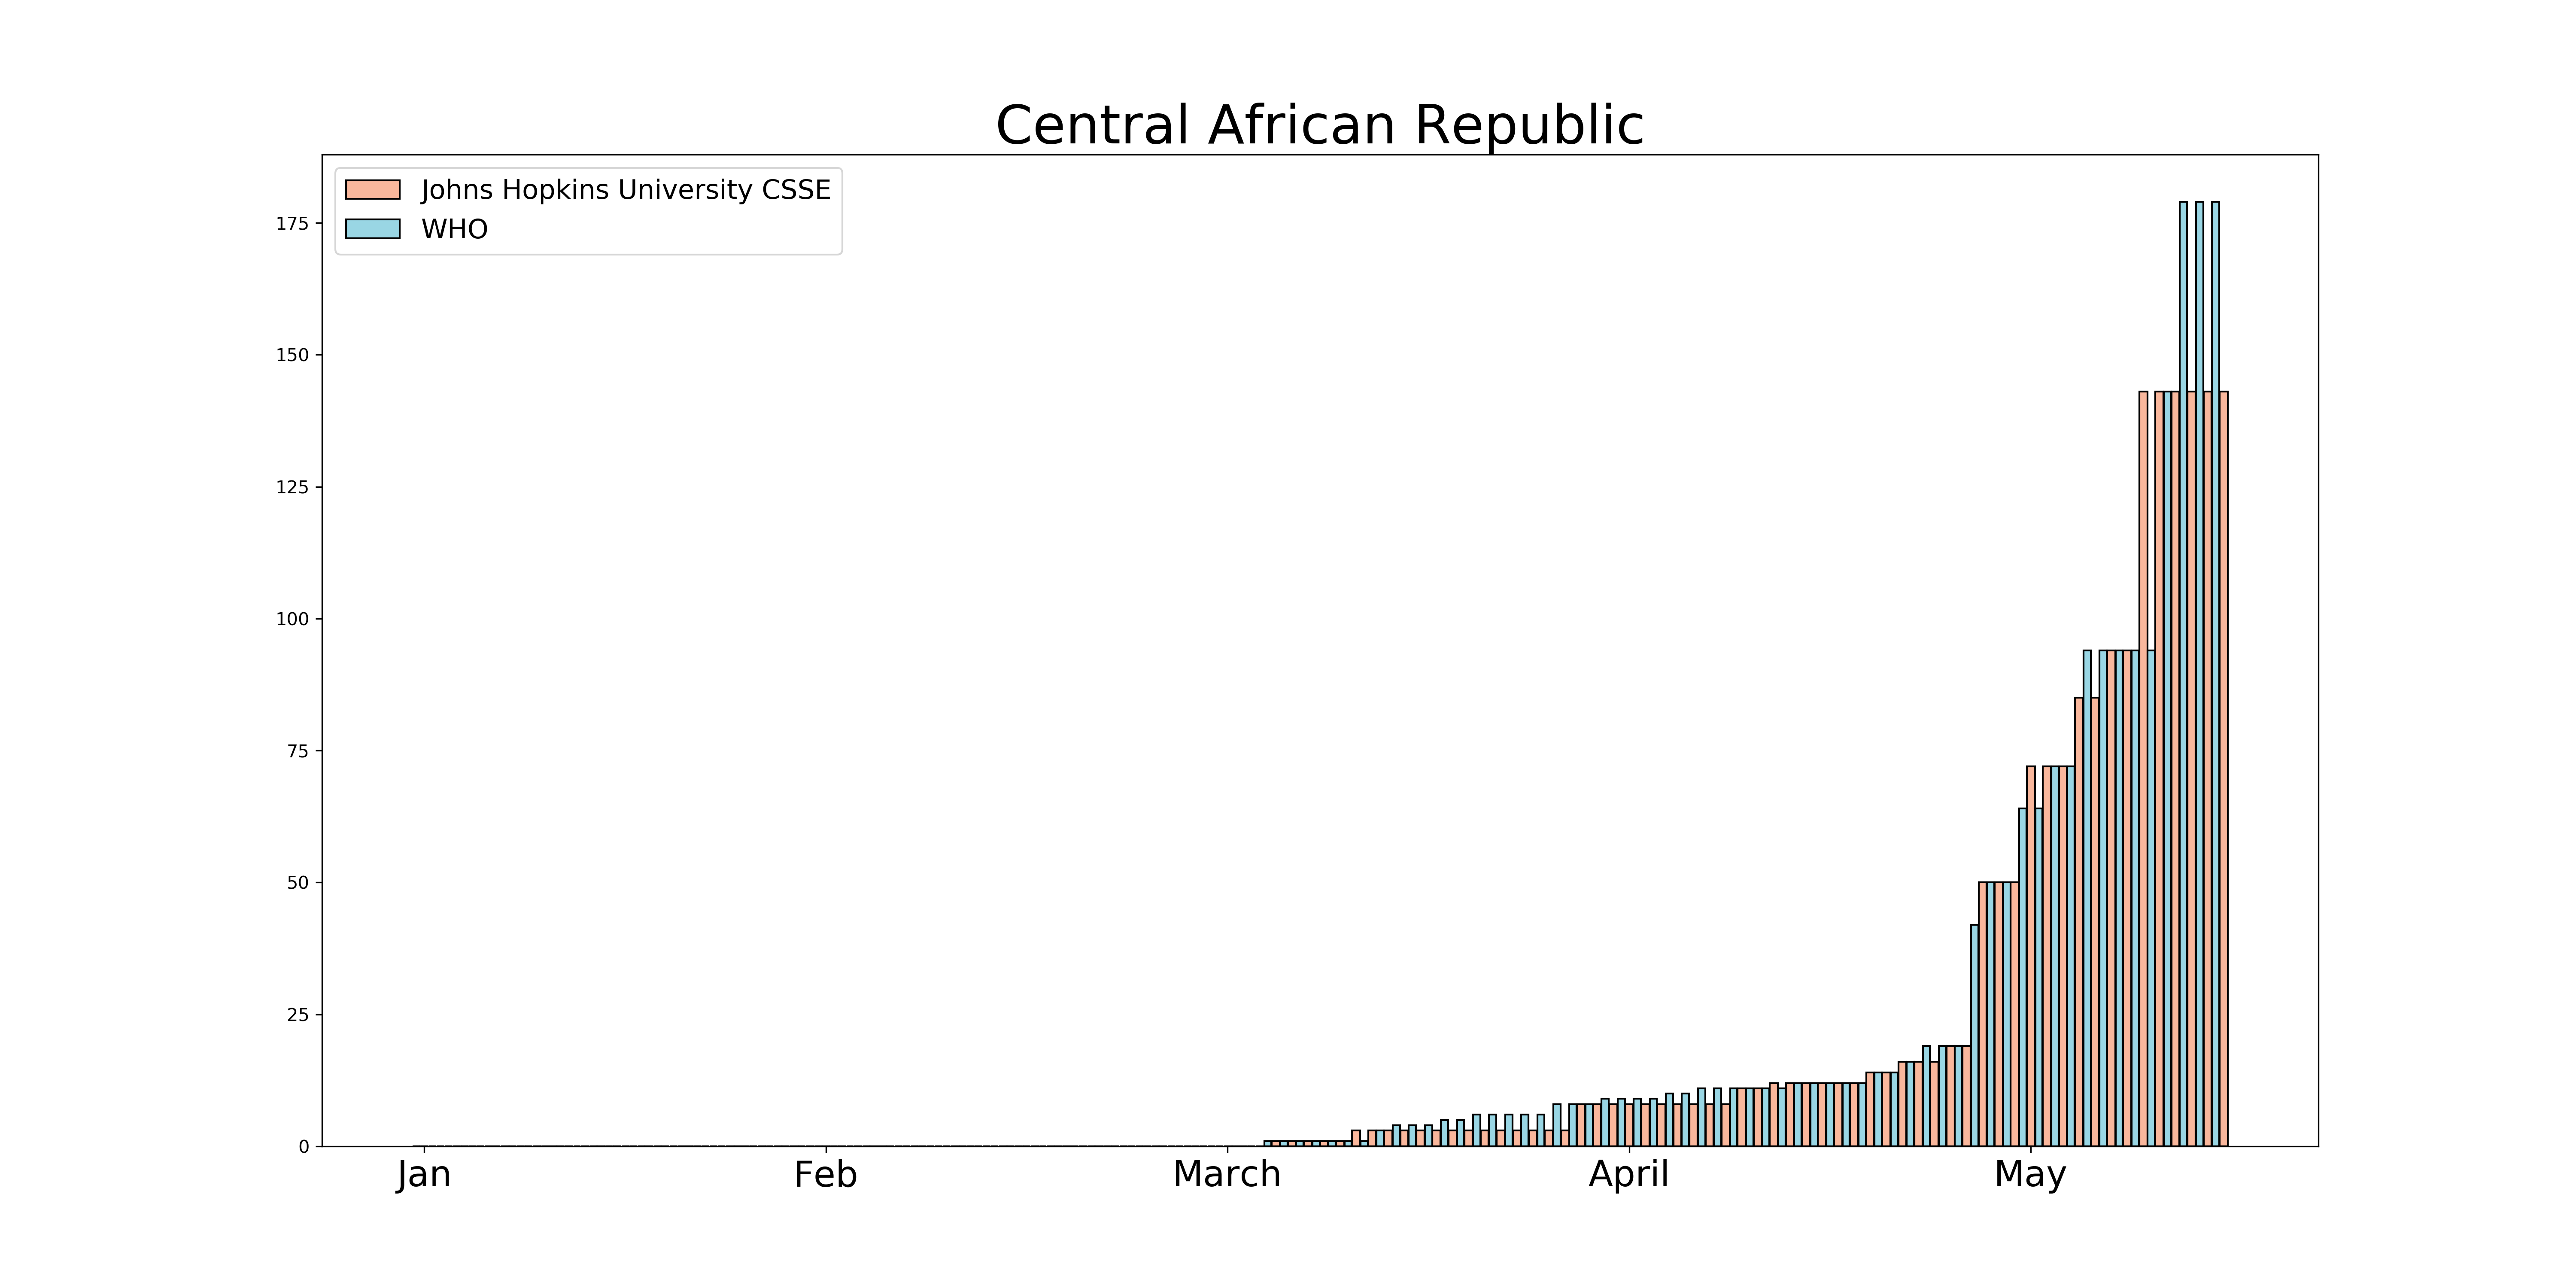 Central African Republic
Johns Hopkins University CSSE
WHO
175
150
125
100
75
50
25
0
Jan Feb March April May